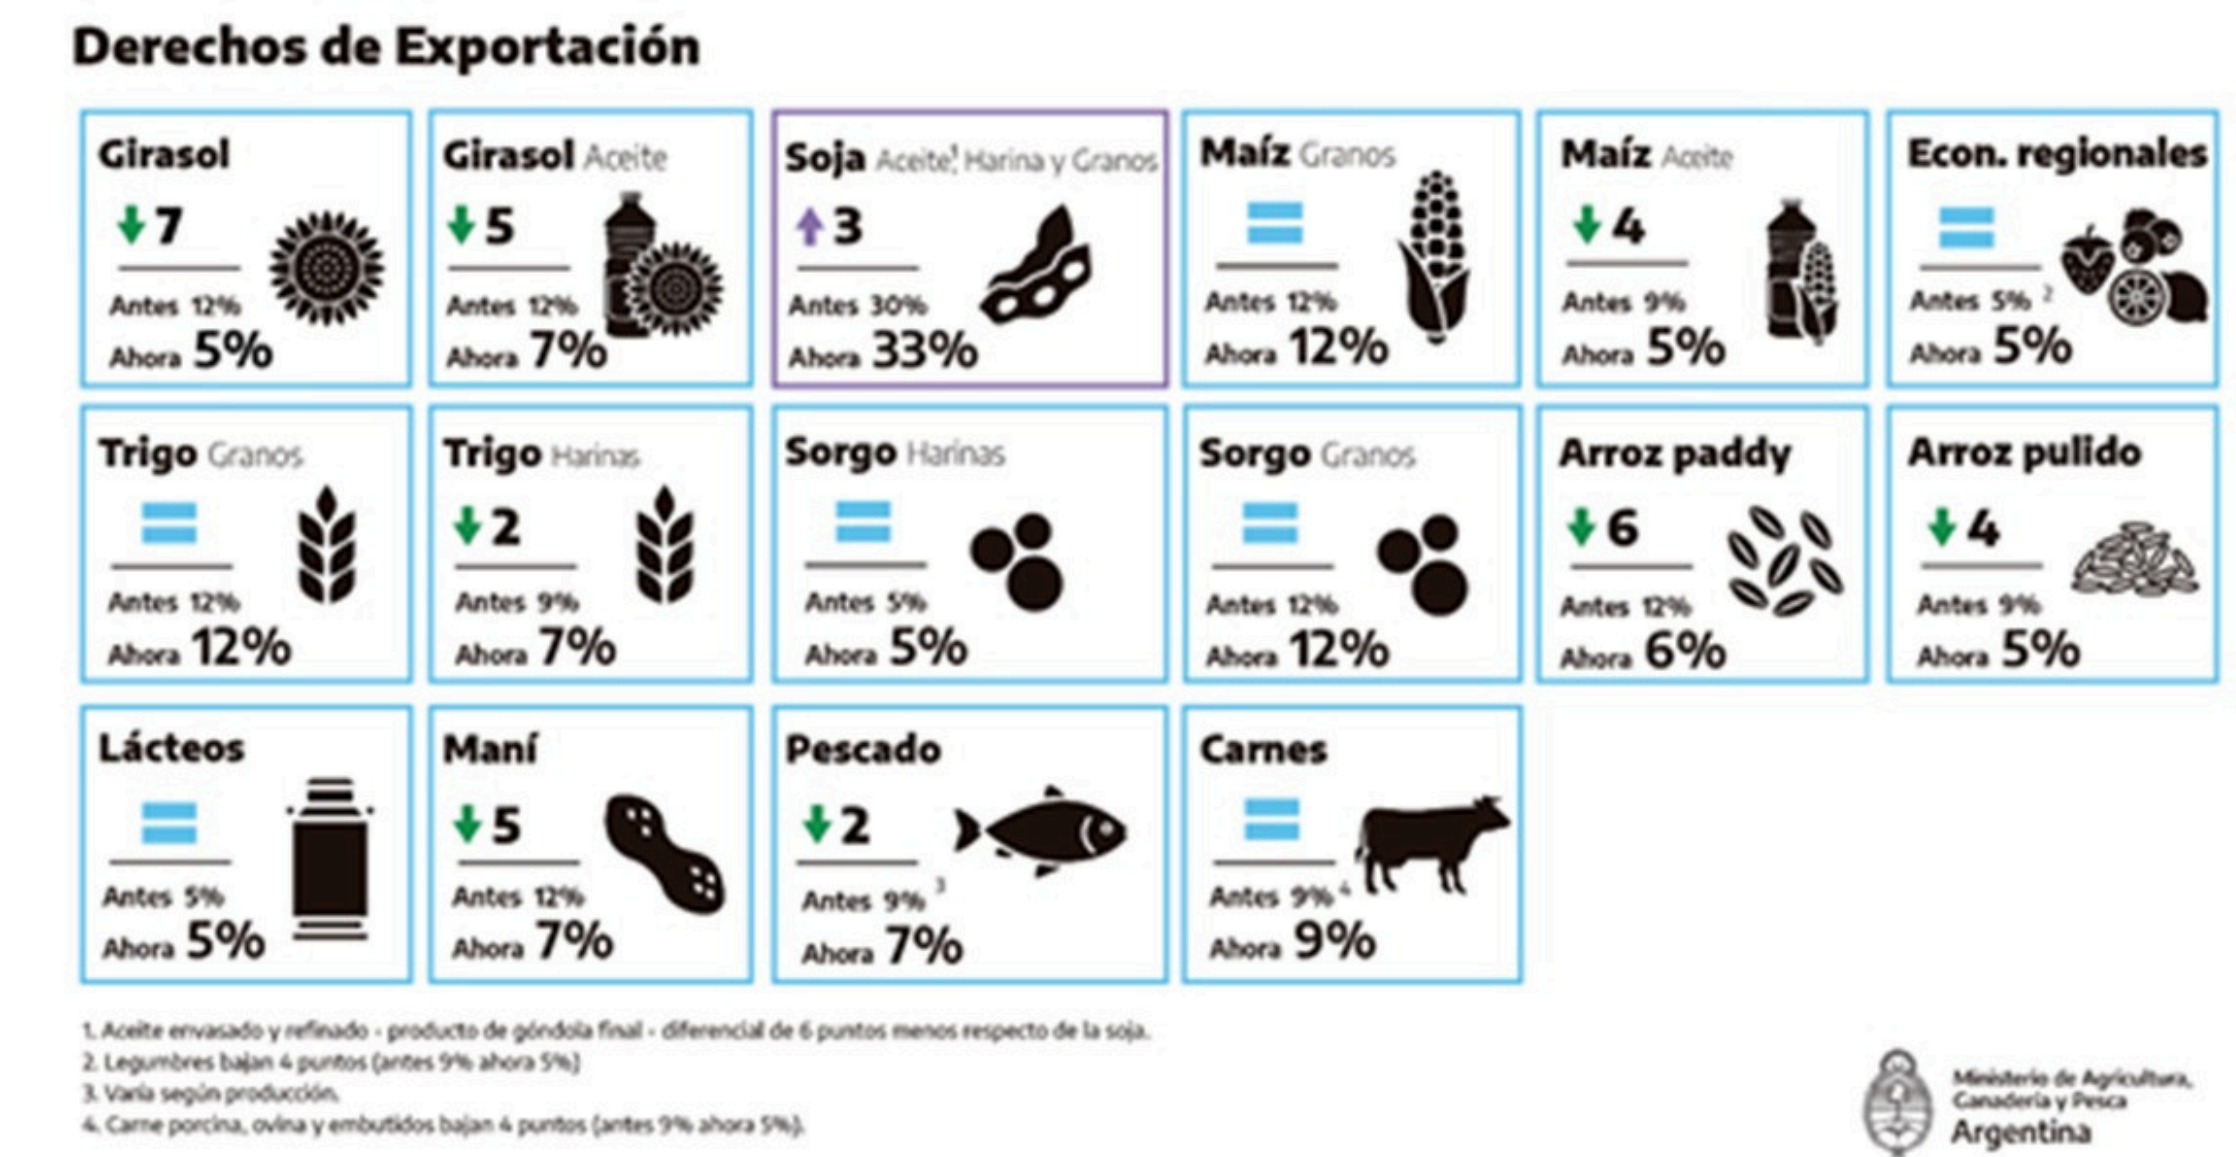 Derechos de Exportación
Girasol
7
Antes 12%
Ahora 5%
Girasol Aceite
5
Antes 12%
Ahora 7%
Soja Aceite¹, Harina y Granos
3
Antes 30%
Ahora 33%
Maíz Granos
=
Antes 12%
Ahora 12%
Maíz Aceite
4
Antes 9%
Ahora 5%
Econ. regionales
=
Antes 5% ²
Ahora 5%
Trigo Granos
=
Antes 12%
Ahora 12%
Trigo Harinas
2
Antes 9%
Ahora 7%
Sorgo Harinas
=
Antes 5%
Ahora 5%
Sorgo Granos
=
Antes 12%
Ahora 12%
Arroz paddy
6
Antes 12%
Ahora 6%
Arroz pulido
4
Antes 9%
Ahora 5%
Lácteos
=
Antes 5%
Ahora 5%
Maní
5
Antes 12%
Ahora 7%
Pescado
2
Antes 9% ³
Ahora 7%
Carnes
=
Antes 9% ⁴
Ahora 9%
1. Aceite envasado y refinado - producto de góndola final - diferencial de 6 puntos menos respecto de la soja.
2. Legumbres bajan 4 puntos (antes 9% ahora 5%)
3. Varía según producción.
4. Carne porcina, ovina y embutidos bajan 4 puntos (antes 9% ahora 5%).
Ministerio de Agricultura,
Ganadería y Pesca
Argentina